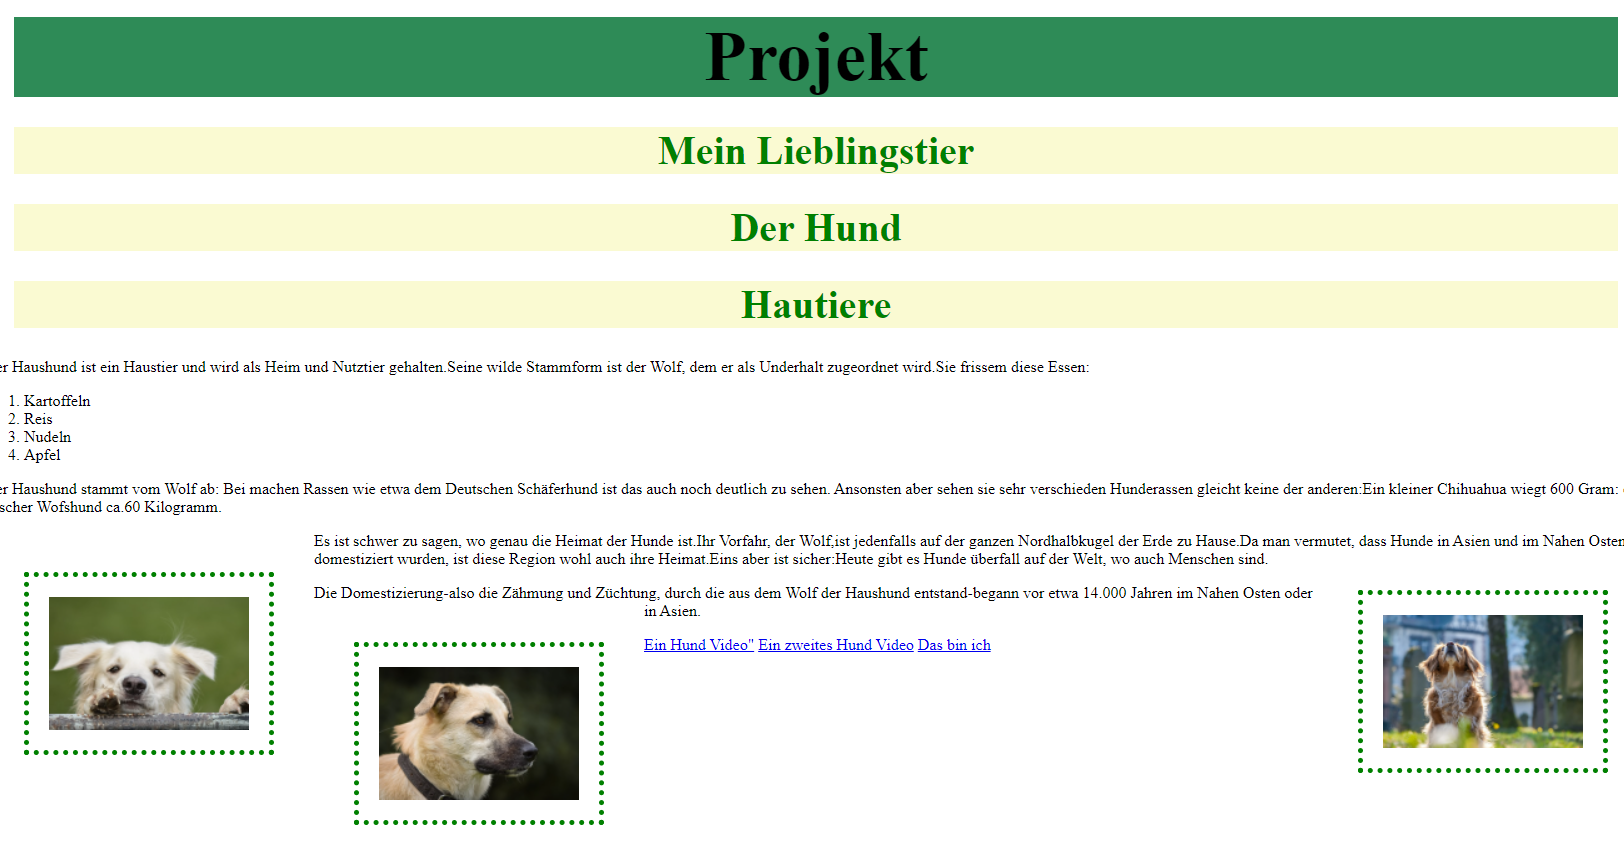 Projekt
Mein Lieblingstier
Der Hund
Hautiere
er Haushund ist ein Haustier und wird als Heim und Nutztier gehalten.Seine wilde Stammform ist der Wolf, dem er als Underhalt zugeordnet wird.Sie frissem diese Essen:
1. Kartoffeln
2. Reis
3. Nudeln
4. Apfel
er Haushund stammt vom Wolf ab: Bei machen Rassen wie etwa dem Deutschen Schäferhund ist das auch noch deutlich zu sehen. Ansonsten aber sehen sie sehr verschieden Hunderassen gleicht keine der anderen:Ein kleiner Chihuahua wiegt 600 Gram:
ischer Wofshund ca.60 Kilogramm.
Es ist schwer zu sagen, wo genau die Heimat der Hunde ist.Ihr Vorfahr, der Wolf,ist jedenfalls auf der ganzen Nordhalbkugel der Erde zu Hause.Da man vermutet, dass Hunde in Asien und im Nahen Osten
domestiziert wurden, ist diese Region wohl auch ihre Heimat.Eins aber ist sicher:Heute gibt es Hunde überfall auf der Welt, wo auch Menschen sind.
Die Domestizierung-also die Zähmung und Züchtung, durch die aus dem Wolf der Haushund entstand-begann vor etwa 14.000 Jahren im Nahen Osten oder
in Asien.
Ein Hund Video" Ein zweites Hund Video Das bin ich